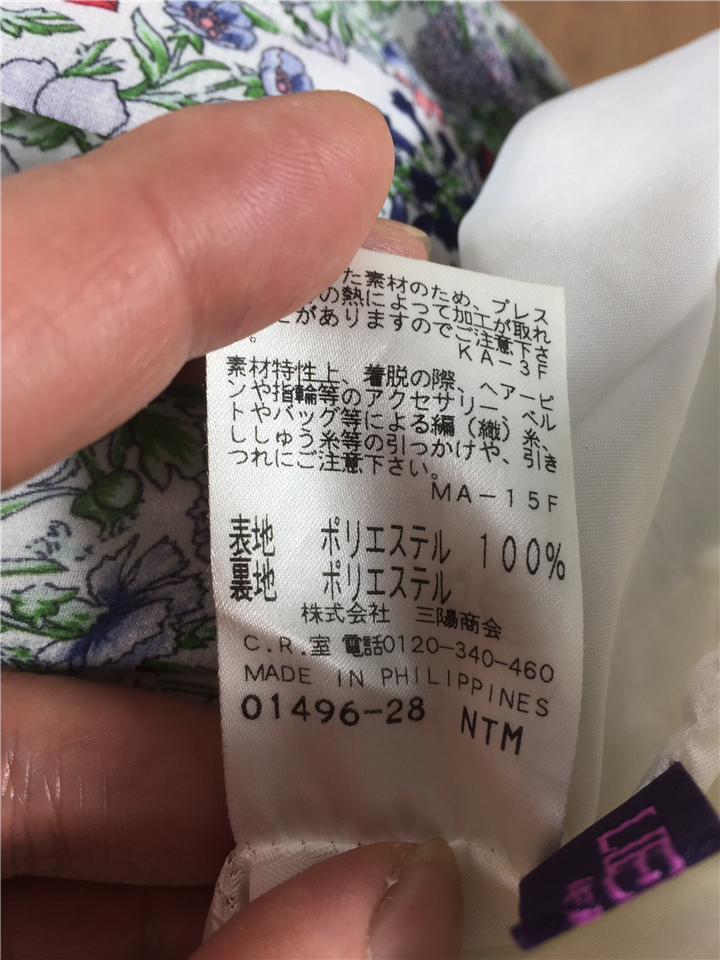 た素材のため、プレス
の熱によって加工が取れ
がありますのでご注意下さ
。
KA-3F
素材特性上、着脱の際、ヘアーピ
ンや指輪等のアクセサリー、ベル
トやバッグ等による編（織）糸、
ししゅう糸等の引っかけや、引き
つれにご注意下さい。
MA-15F
表地 ポリエステル 100%
裏地 ポリエステル
株式会社 三陽商会
C.R.室 電話0120-340-460
MADE IN PHILIPPINES
01496-28 NTM